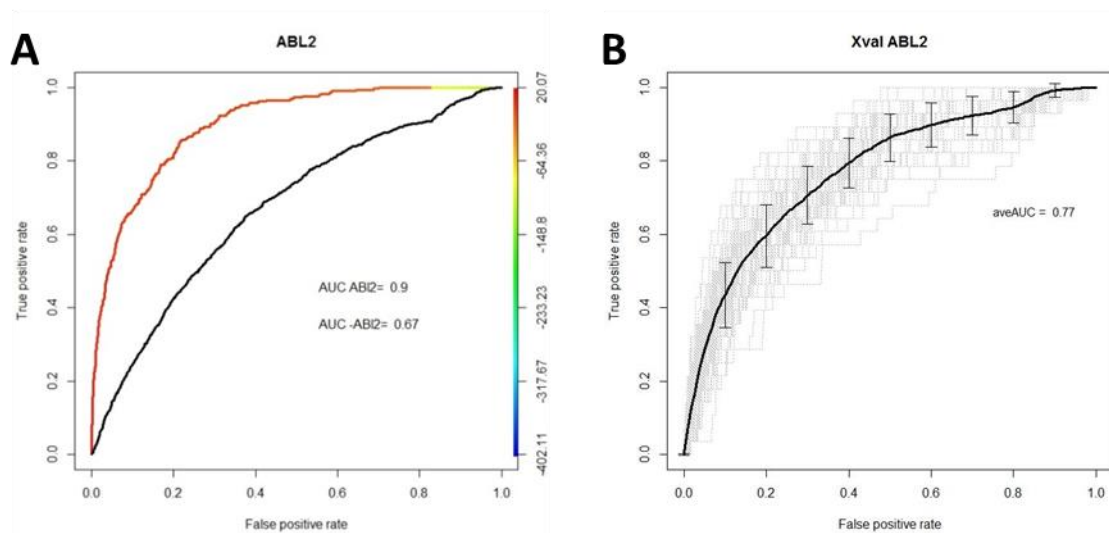 A
ABL2
True positive rate
1.0
0.8
0.6
0.4
0.2
0.0
AUC ABl2= 0.9
AUC -ABl2= 0.67
0.0 0.2 0.4 0.6 0.8 1.0
False positive rate
20.07
-64.36
-148.8
-233.23
-317.67
-402.11
B
Xval ABL2
True positive rate
1.0
0.8
0.6
0.4
0.2
0.0
aveAUC = 0.77
0.0 0.2 0.4 0.6 0.8 1.0
False positive rate